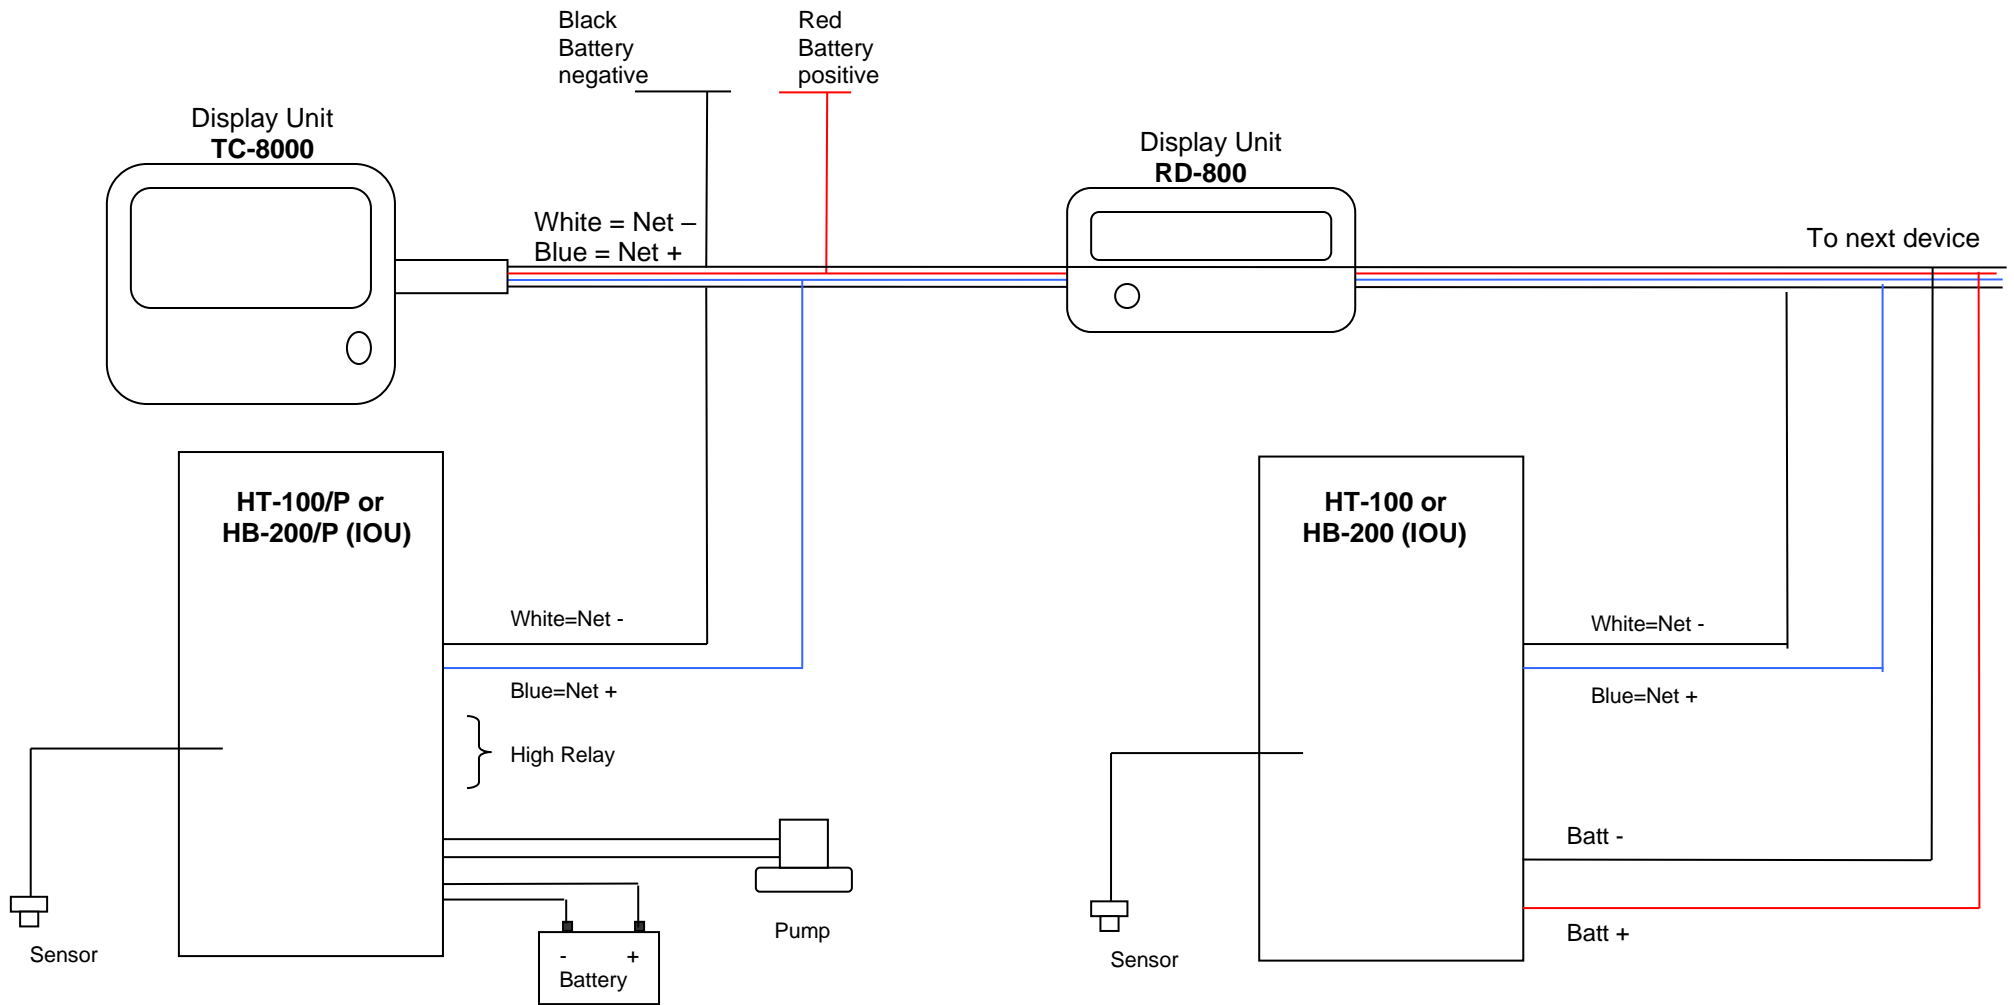 Black
Battery
negative
Red
Battery
positive
Display Unit
TC-8000
Display Unit
RD-800
White = Net –
Blue = Net +
To next device
HT-100/P or
HB-200/P (IOU)
White=Net -
Blue=Net +
High Relay
Sensor
Pump
- +
Battery
HT-100 or
HB-200 (IOU)
White=Net -
Blue=Net +
Batt -
Batt +
Sensor